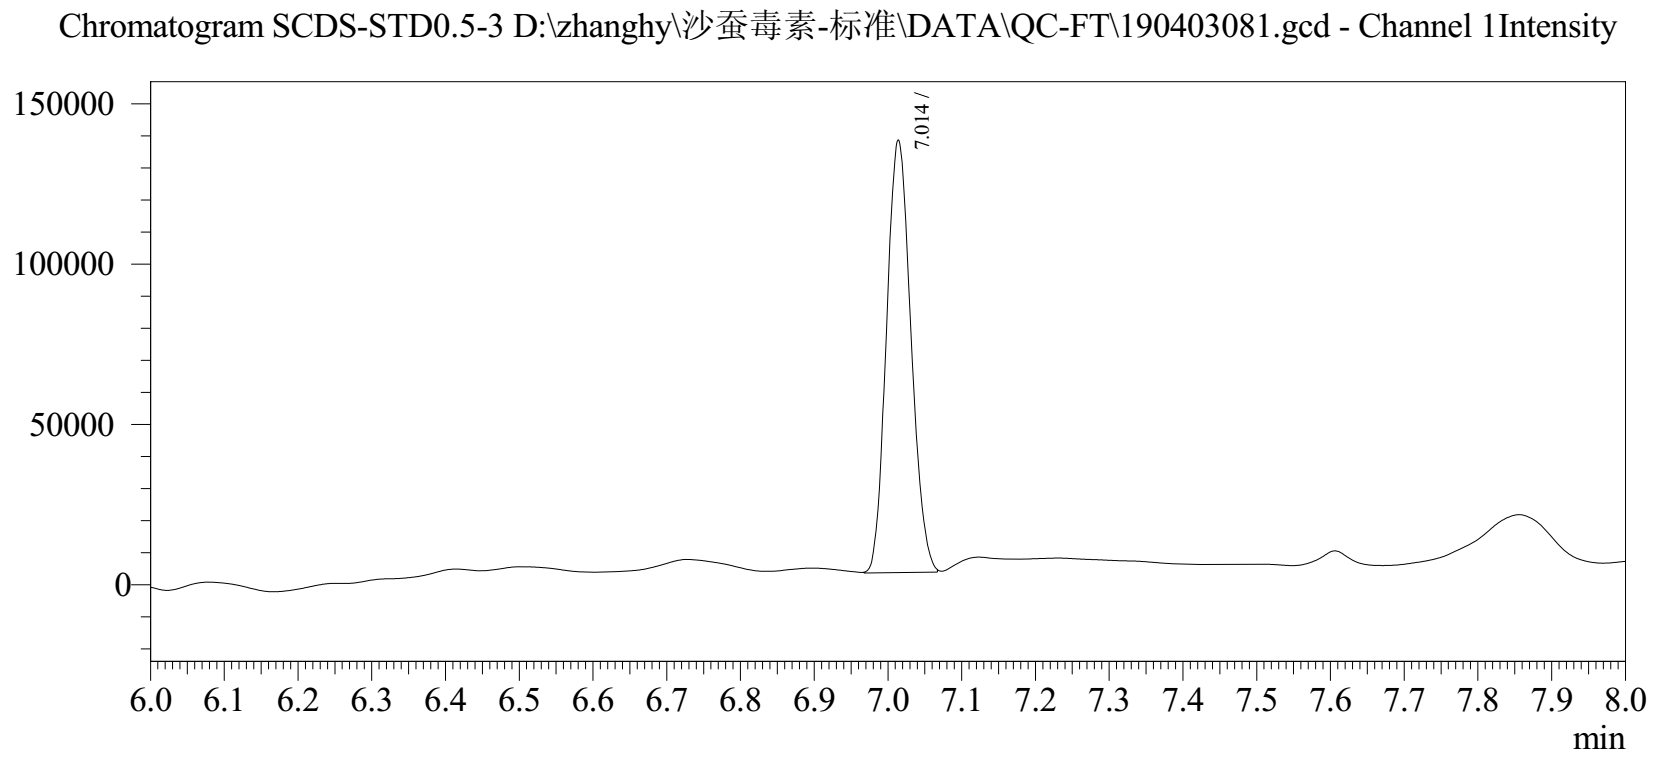 Chromatogram SCDS-STD0.5-3 D:\zhanghy\沙蚕毒素-标准\DATA\QC-FT\190403081.gcd - Channel 1Intensity
150000
100000
50000
0
7.014 /
6.0 6.1 6.2 6.3 6.4 6.5 6.6 6.7 6.8 6.9 7.0 7.1 7.2 7.3 7.4 7.5 7.6 7.7 7.8 7.9 8.0
min